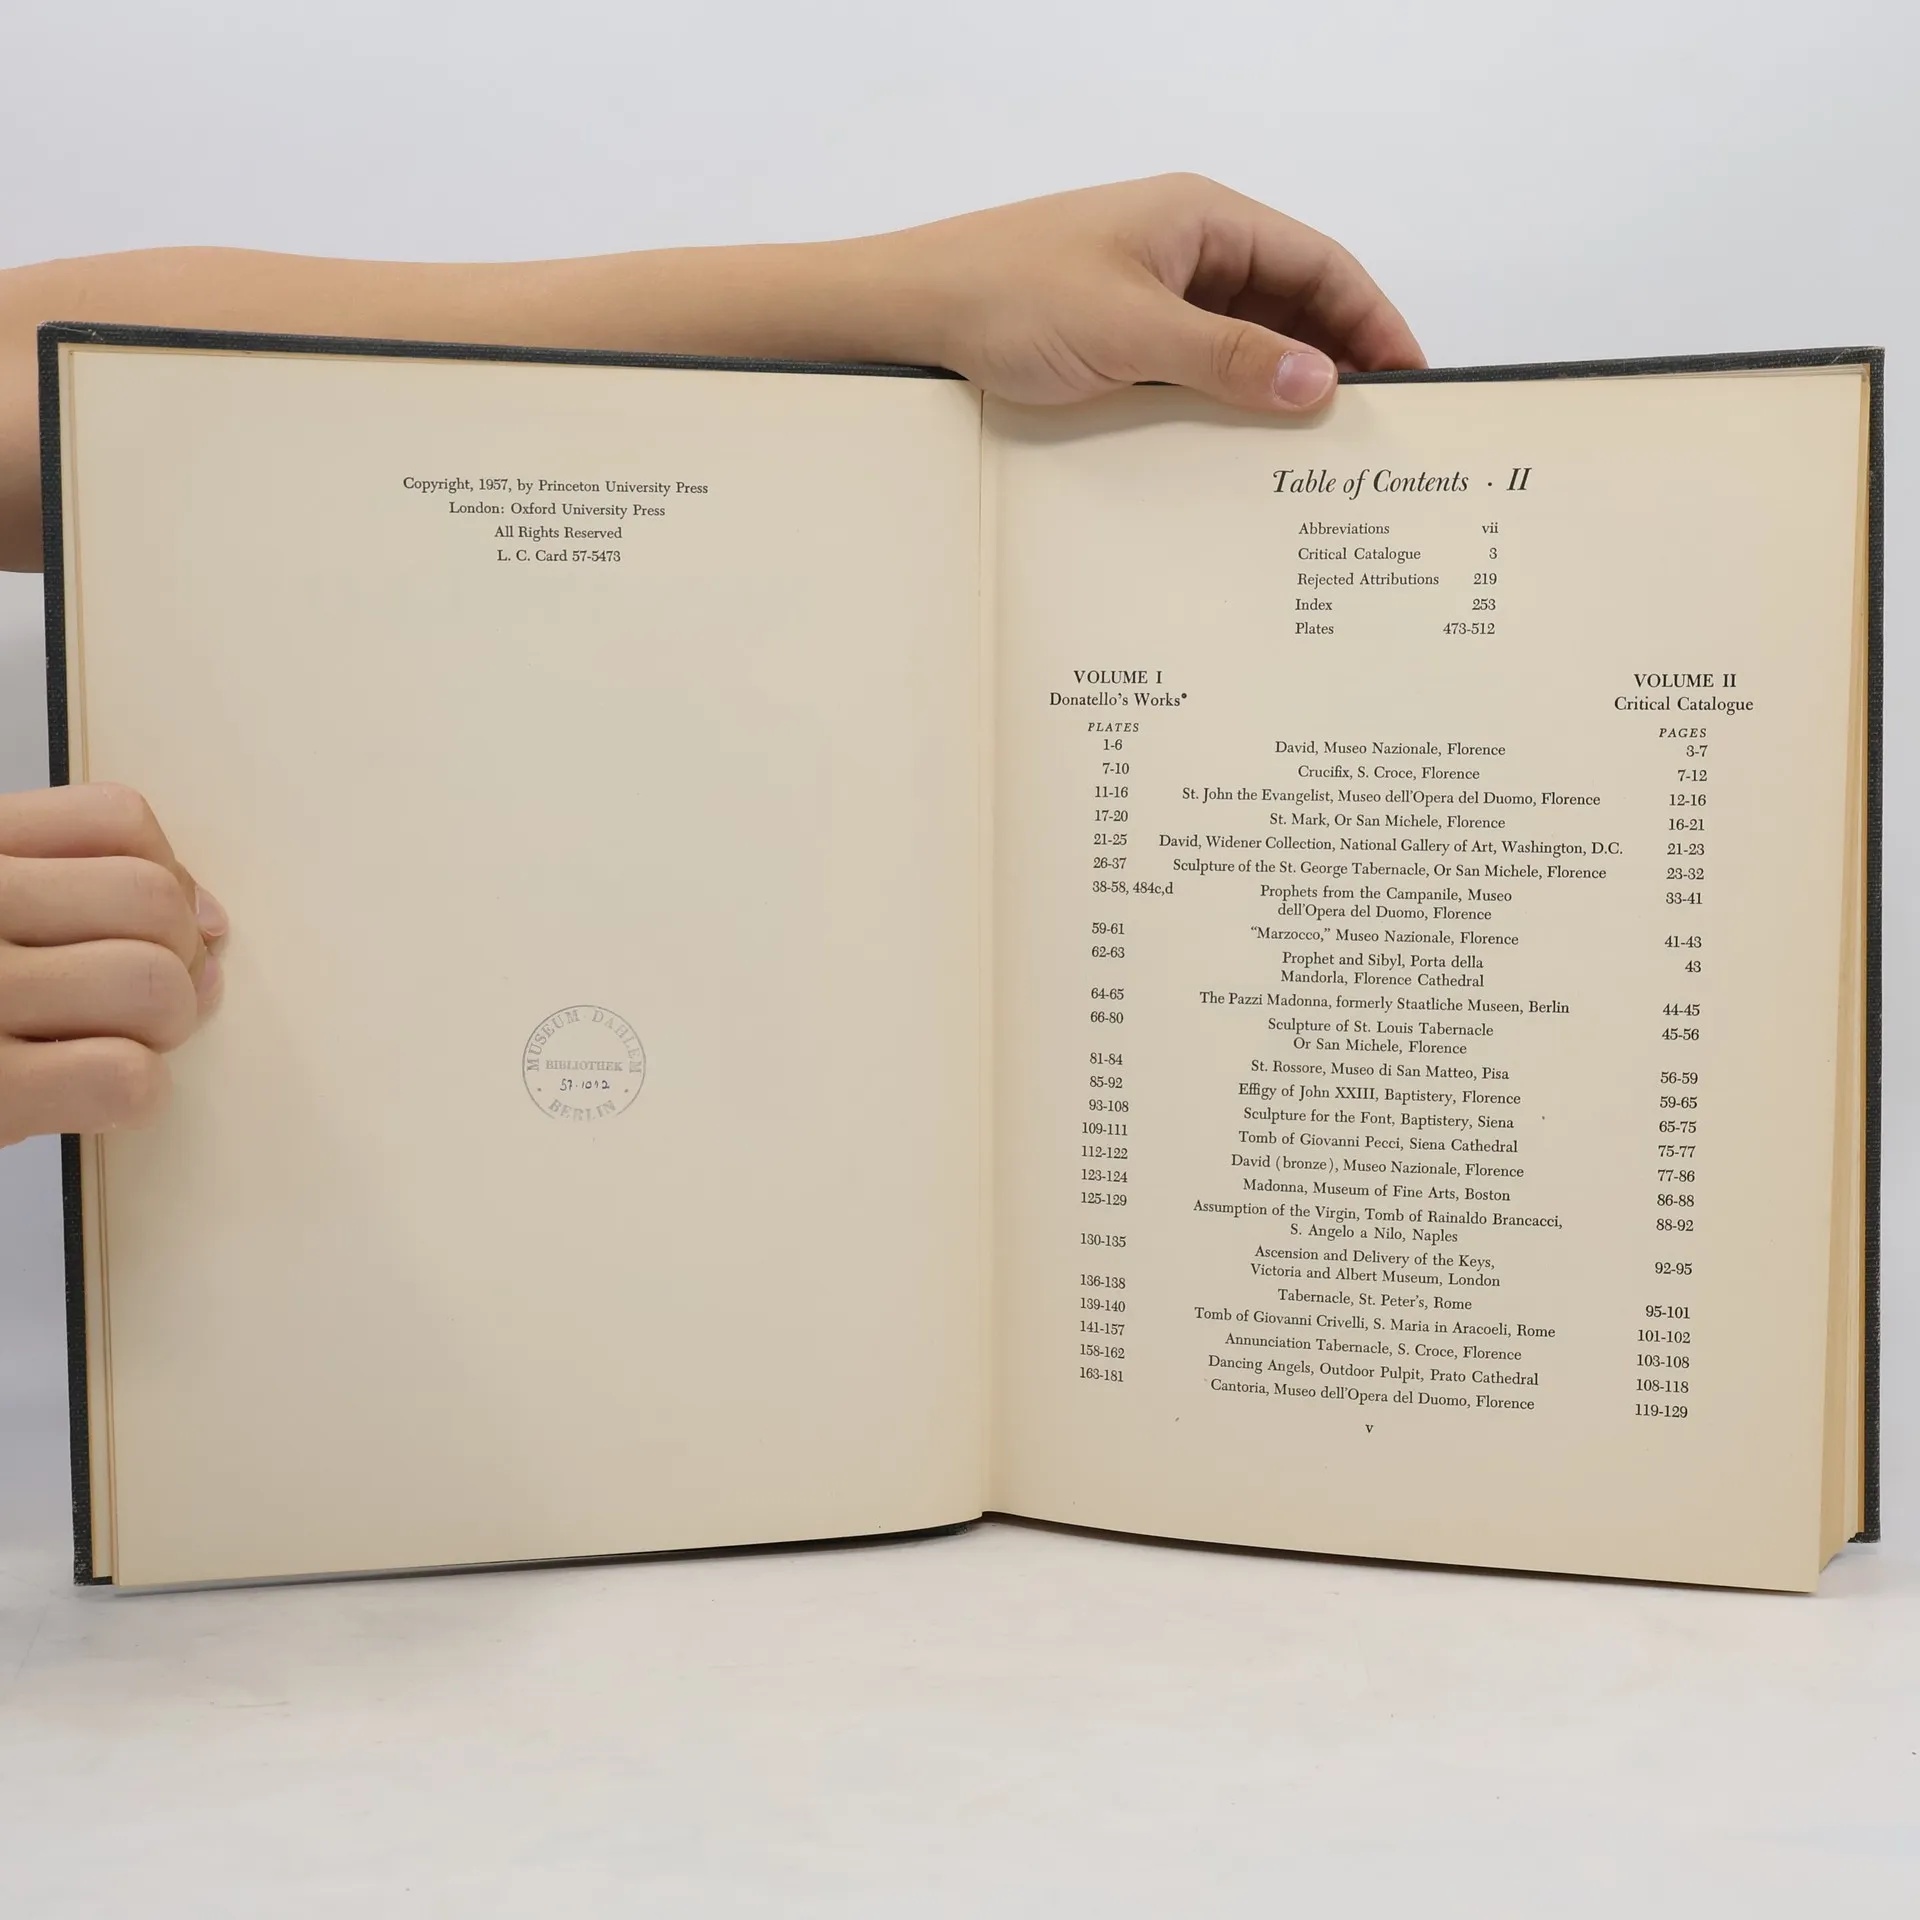 Copyright, 1957, by Princeton University Press
London: Oxford University Press
All Rights Reserved
L. C. Card 57-5473
MUSEUM DAHLEM
BIBLIOTHEK
57.1092
BERLIN
Table of Contents · II
Abbreviations vii
Critical Catalogue 3
Rejected Attributions 219
Index 253
Plates 473-512
VOLUME I VOLUME II
Donatello's Works* Critical Catalogue
PLATES PAGES
1-6 David, Museo Nazionale, Florence 3-7
7-10 Crucifix, S. Croce, Florence 7-12
11-16 St. John the Evangelist, Museo dell'Opera del Duomo, Florence 12-16
17-20 St. Mark, Or San Michele, Florence 16-21
21-25 David, Widener Collection, National Gallery of Art, Washington, D.C. 21-23
26-37 Sculpture of the St. George Tabernacle, Or San Michele, Florence 23-32
38-58, 484c,d Prophets from the Campanile, Museo 33-41
dell'Opera del Duomo, Florence
59-61 "Marzocco," Museo Nazionale, Florence 41-43
62-63 Prophet and Sibyl, Porta della 43
Mandorla, Florence Cathedral
64-65 The Pazzi Madonna, formerly Staatliche Museen, Berlin 44-45
66-80 Sculpture of St. Louis Tabernacle 45-56
Or San Michele, Florence
81-84 St. Rossore, Museo di San Matteo, Pisa 56-59
85-92 Effigy of John XXIII, Baptistery, Florence 59-65
93-108 Sculpture for the Font, Baptistery, Siena 65-75
109-111 Tomb of Giovanni Pecci, Siena Cathedral 75-77
112-122 David (bronze), Museo Nazionale, Florence 77-86
123-124 Madonna, Museum of Fine Arts, Boston 86-88
125-129 Assumption of the Virgin, Tomb of Rainaldo Brancacci, 88-92
S. Angelo a Nilo, Naples
130-135 Ascension and Delivery of the Keys, 92-95
Victoria and Albert Museum, London
136-138 Tabernacle, St. Peter's, Rome 95-101
139-140 Tomb of Giovanni Crivelli, S. Maria in Aracoeli, Rome 101-102
141-157 Annunciation Tabernacle, S. Croce, Florence 103-108
158-162 Dancing Angels, Outdoor Pulpit, Prato Cathedral 108-118
163-181 Cantoria, Museo dell'Opera del Duomo, Florence 119-129
v